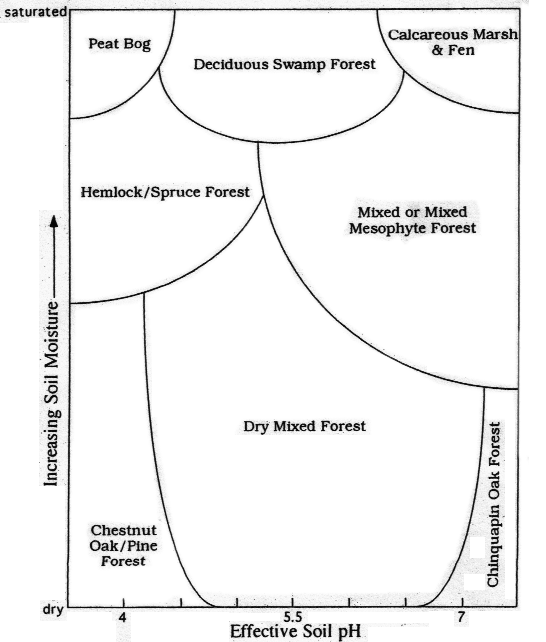 saturated
Peat Bog
Deciduous Swamp Forest
Calcareous Marsh
& Fen
Hemlock/Spruce Forest
Mixed or Mixed
Mesophyte Forest
Increasing Soil Moisture
Dry Mixed Forest
Chestnut
Oak/Pine
Forest
Chinquapin Oak Forest
dry
4
5.5
7
Effective Soil pH